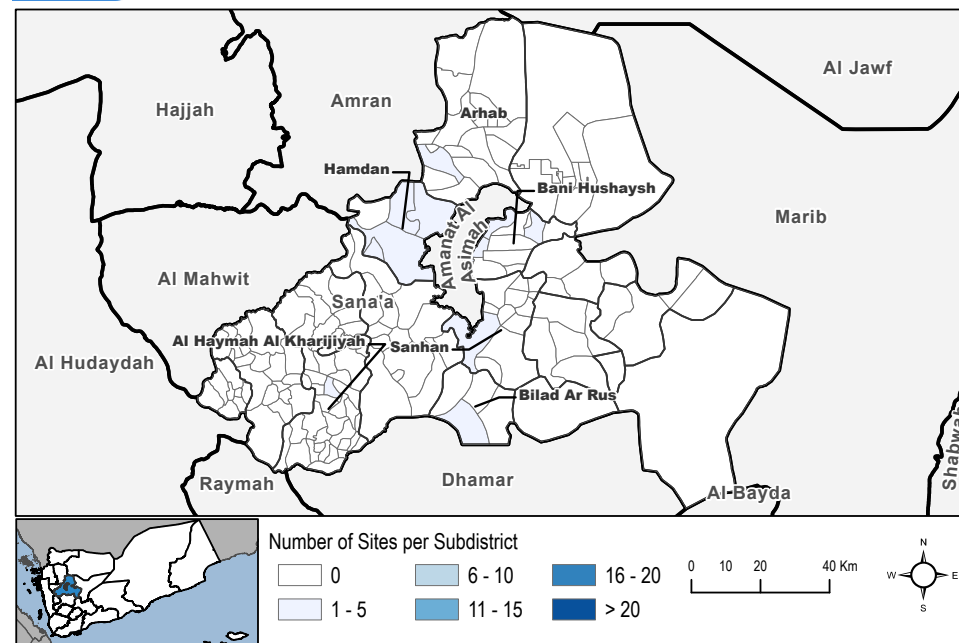 Al Jawf
Hajjah
Amran
Arhab
Hamdan
Bani Hushaysh
Amanat Al
Asimah
Marib
Al Mahwit
Sana'a
Al Haymah Al Kharijiyah
Sanhan
Al Hudaydah
Bilad Ar Rus
Shabwah
Raymah
Dhamar
Al Bayda
Number of Sites per Subdistrict
0
6 - 10
16 - 20
1 - 5
11 - 15
> 20
0 10 20 40 Km
N
W E
S